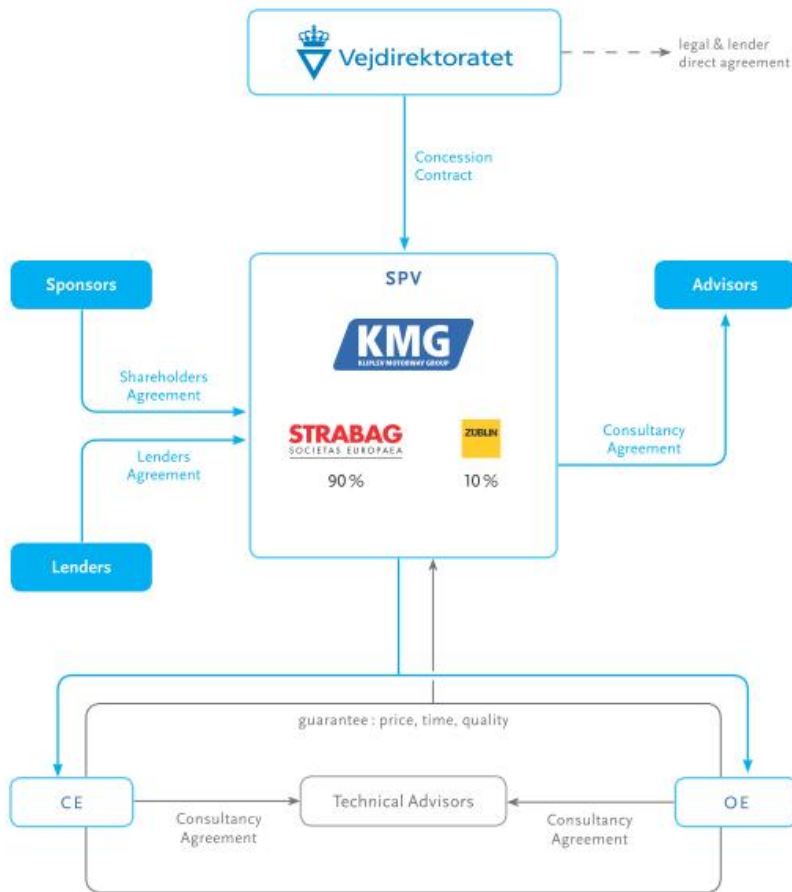 Vejdirektoratet
legal & lender
direct agreement
Concession
Contract
Sponsors
SPV
Advisors
KMG
KLIPLEV MOTORWAY GROUP
Shareholders
Agreement
STRABAG
SOCIETAS EUROPAEA
90 %
ZÜBLIN
10 %
Consultancy
Agreement
Lenders
Agreement
Lenders
guarantee : price, time, quality
CE
Technical Advisors
OE
Consultancy
Agreement
Consultancy
Agreement